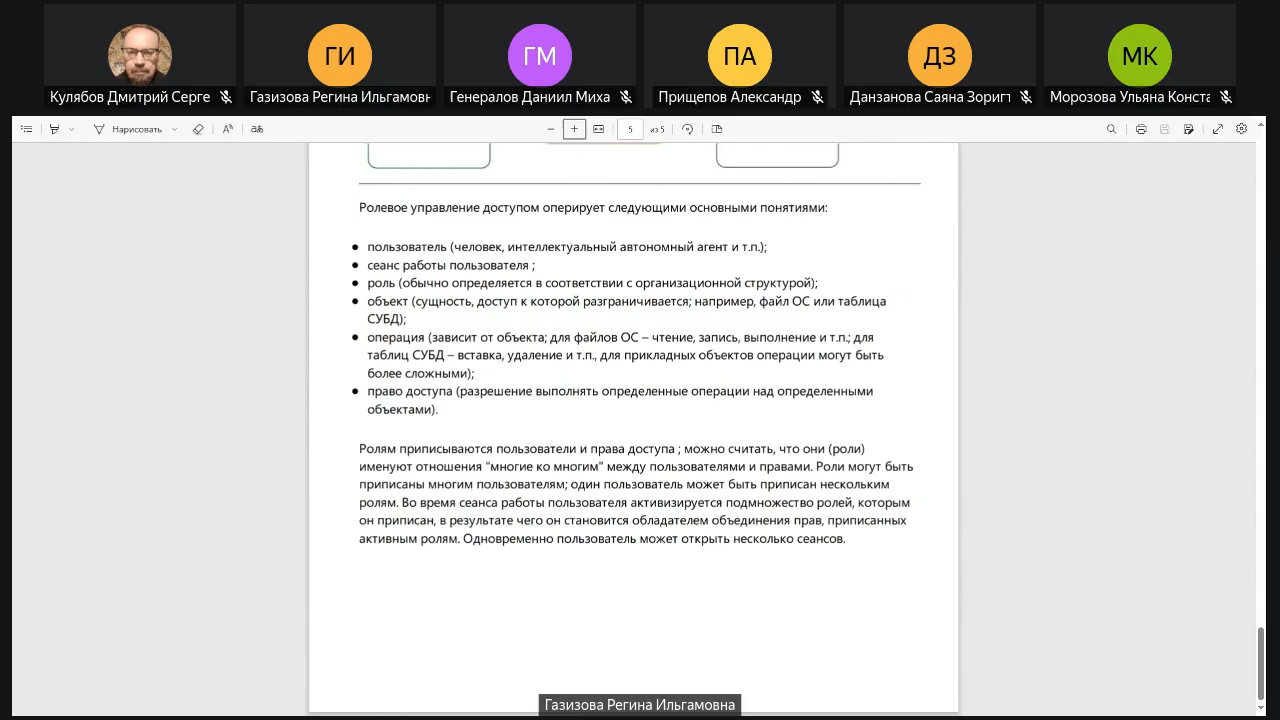 ГИ
ГМ
ПА
ДЗ
МК
Кулябов Дмитрий Серге
Газизова Регина Ильгамовн
Генералов Даниил Миха
Прищепов Александр
Данзанова Саяна Зориг
Морозова Ульяна Конста
Нарисовать
5 из 5
Ролевое управление доступом оперирует следующими основными понятиями:
● пользователь (человек, интеллектуальный автономный агент и т.п.);
● сеанс работы пользователя ;
● роль (обычно определяется в соответствии с организационной структурой);
● объект (сущность, доступ к которой разграничивается; например, файл ОС или таблица
СУБД);
● операция (зависит от объекта; для файлов ОС – чтение, запись, выполнение и т.п.; для
таблиц СУБД – вставка, удаление и т.п., для прикладных объектов операции могут быть
более сложными);
● право доступа (разрешение выполнять определенные операции над определенными
объектами).
Ролям приписываются пользователи и права доступа ; можно считать, что они (роли)
именуют отношения "многие ко многим" между пользователями и правами. Роли могут быть
приписаны многим пользователям; один пользователь может быть приписан нескольким
ролям. Во время сеанса работы пользователя активизируется подмножество ролей, которым
он приписан, в результате чего он становится обладателем объединения прав, приписанных
активным ролям. Одновременно пользователь может открыть несколько сеансов.
Газизова Регина Ильгамовна